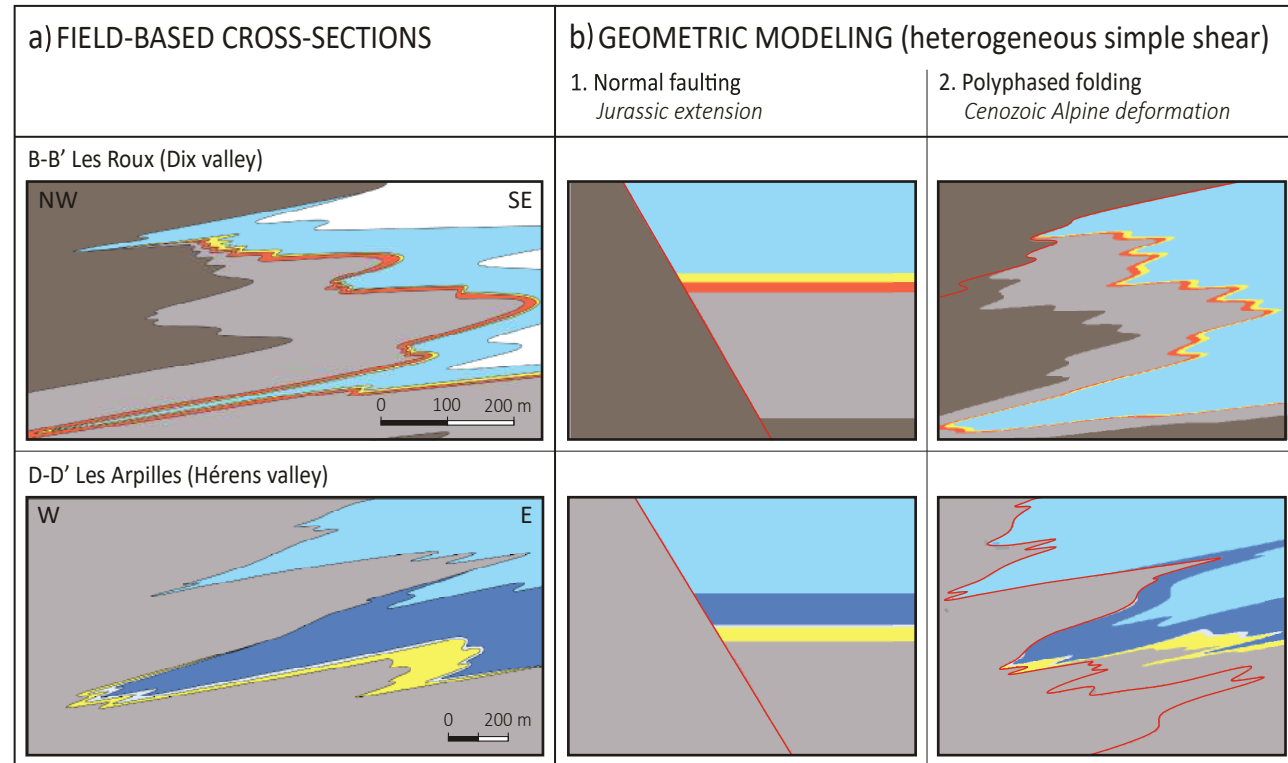 a) FIELD-BASED CROSS-SECTIONS
b) GEOMETRIC MODELING (heterogeneous simple shear)
1. Normal faulting
Jurassic extension
2. Polyphased folding
Cenozoic Alpine deformation
B-B' Les Roux (Dix valley)
NW
SE
0 100 200 m
D-D' Les Arpilles (Hérens valley)
W
E
0 200 m